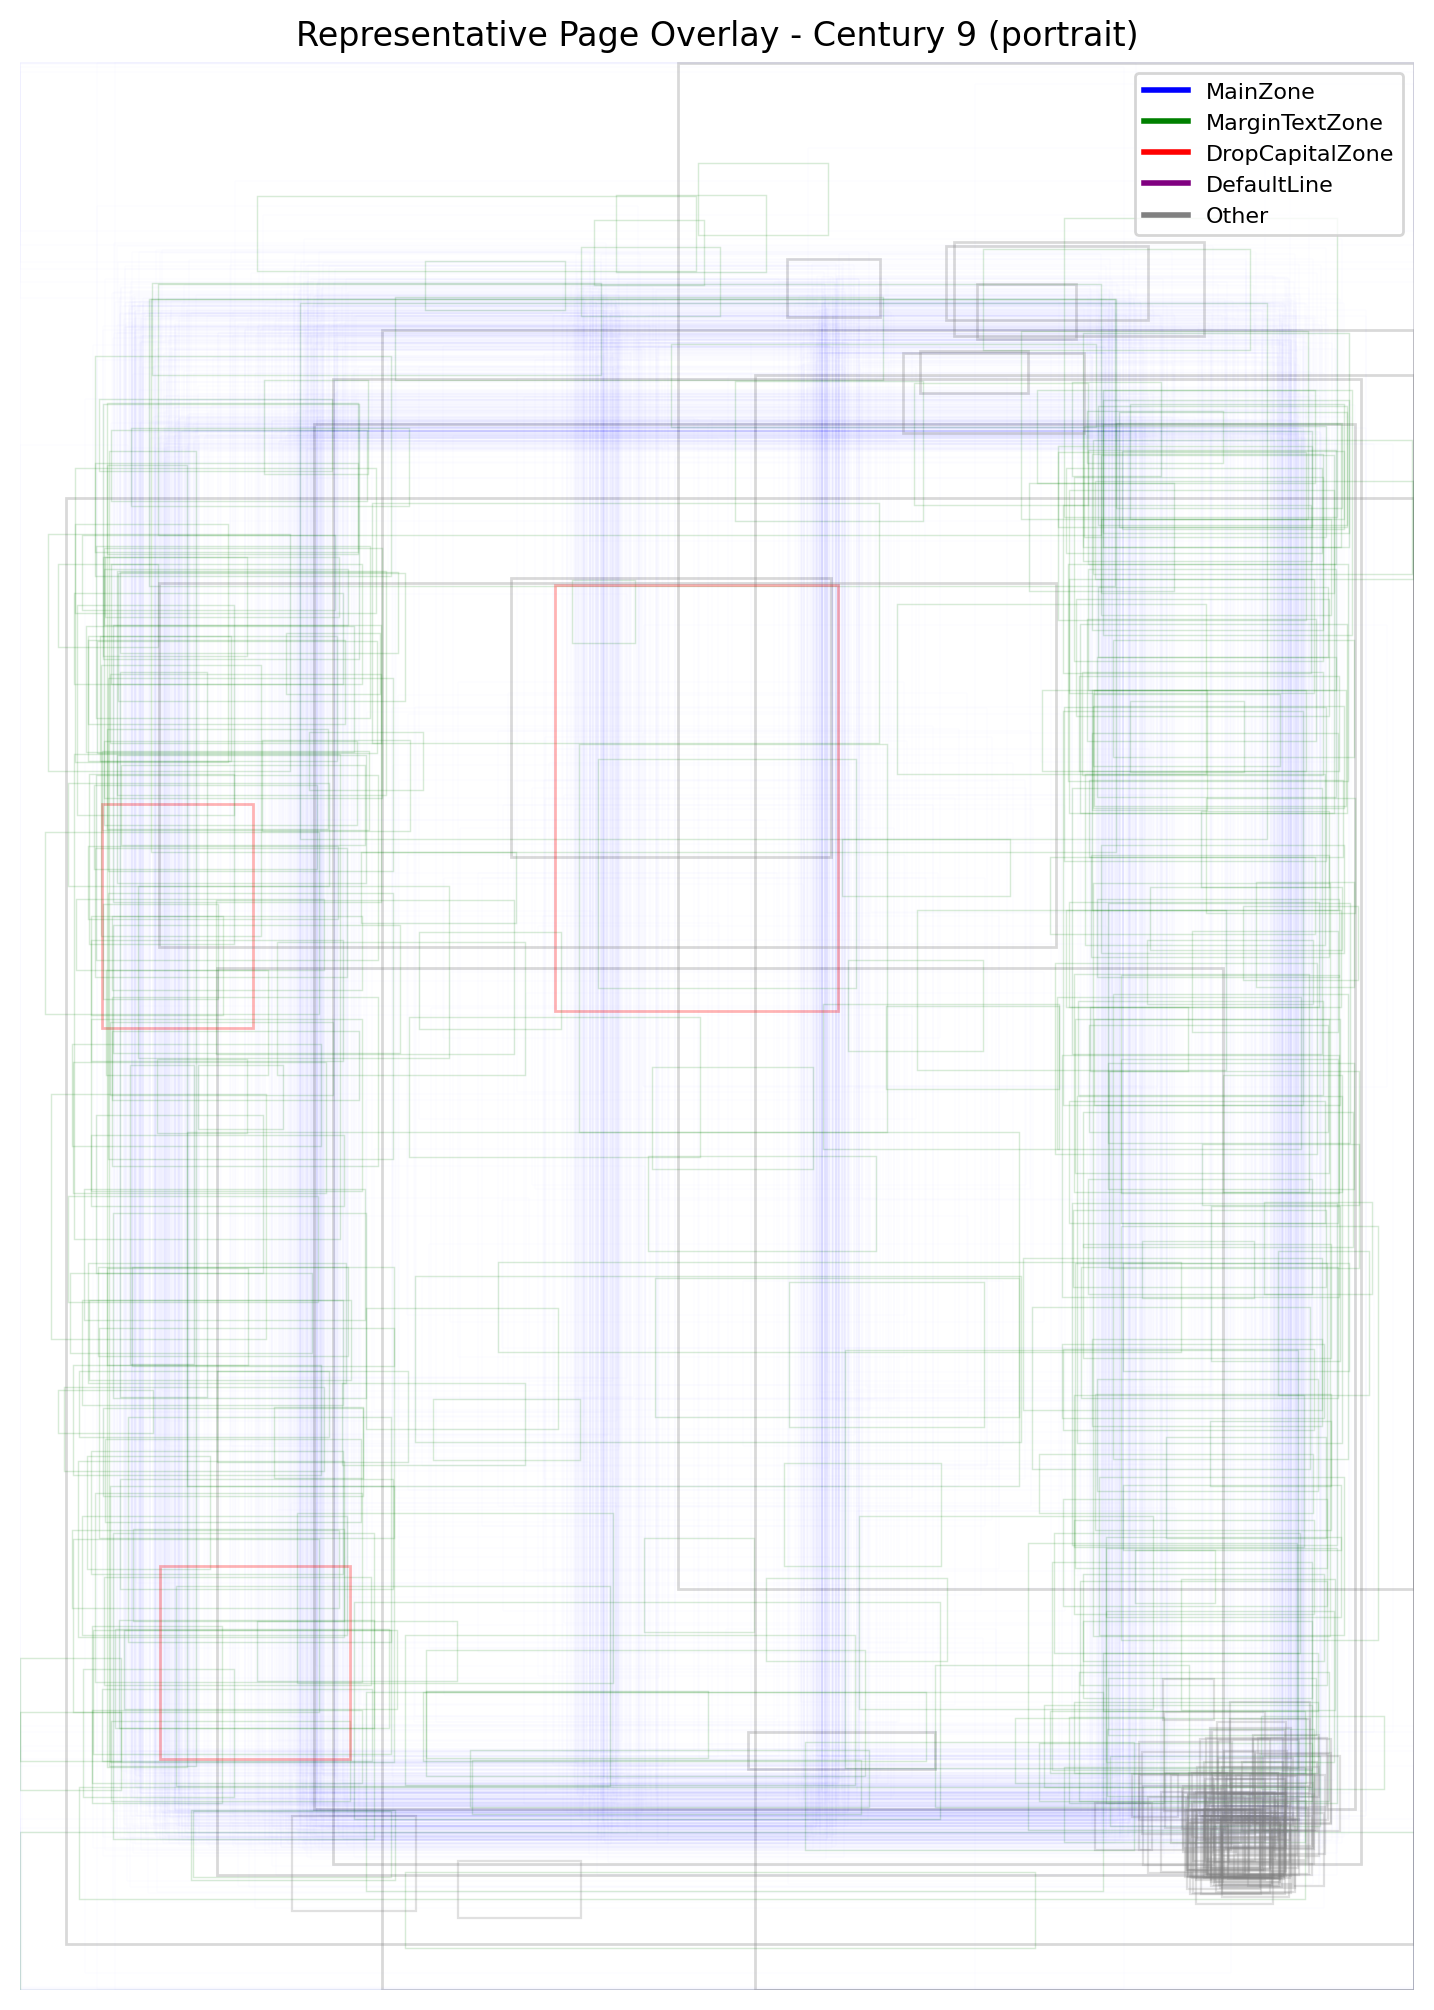 Representative Page Overlay - Century 9 (portrait)
MainZone
MarginTextZone
DropCapitalZone
DefaultLine
Other